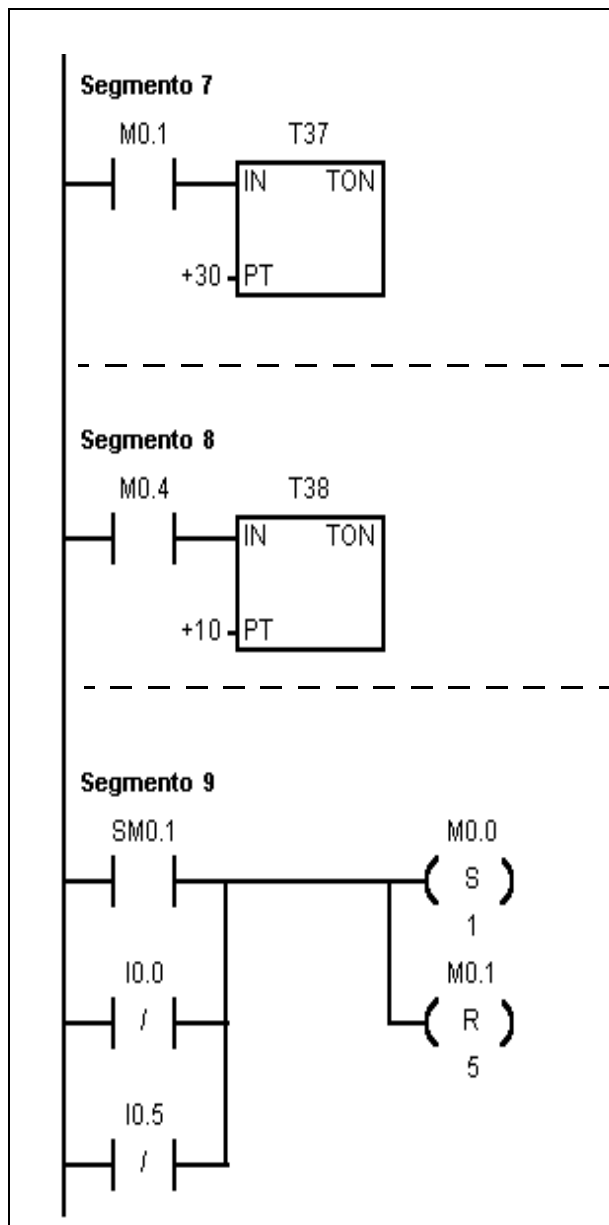 Segmento 7
M0.1 T37
IN TON
+30 PT
Segmento 8
M0.4 T38
IN TON
+10 PT
Segmento 9
SM0.1 M0.0
S
1
I0.0 M0.1
/ R
5
I0.5
/